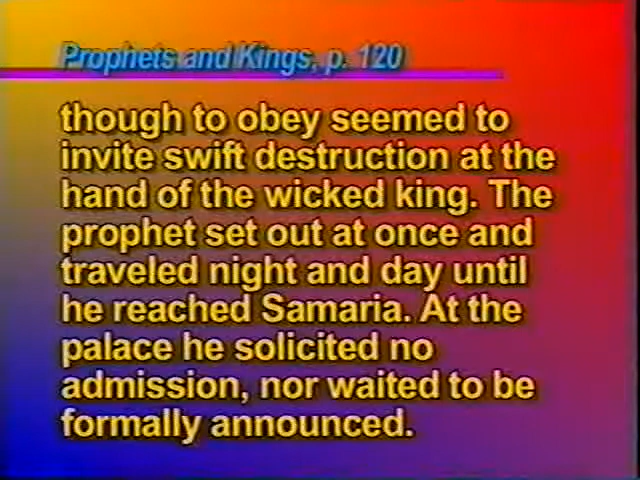 Prophets and Kings, p. 120
though to obey seemed to
invite swift destruction at the
hand of the wicked king. The
prophet set out at once and
traveled night and day until
he reached Samaria. At the
palace he solicited no
admission, nor waited to be
formally announced.